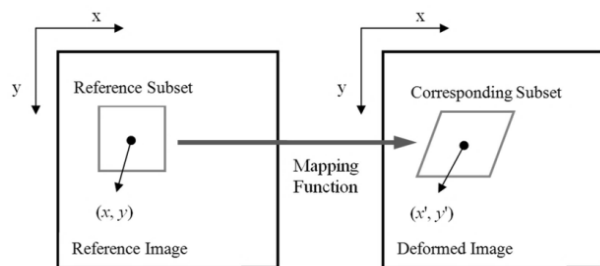 x
x
y
y
Reference Subset
Corresponding Subset
Mapping
Function
(x, y)
(x', y')
Reference Image
Deformed Image